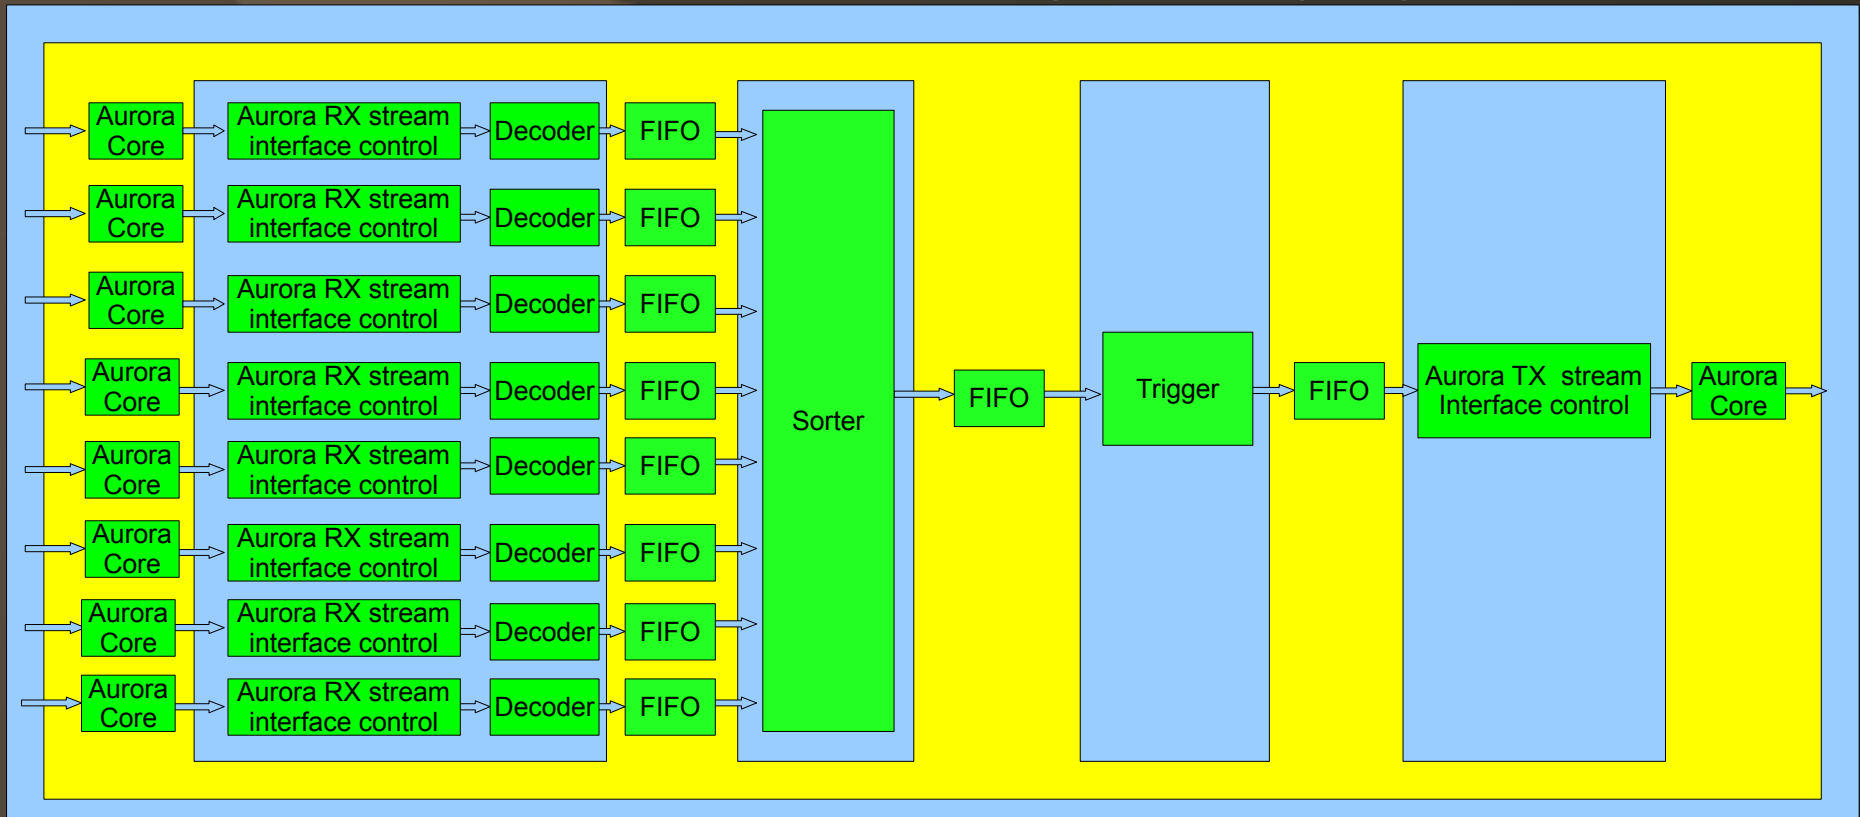 Aurora
Core
Aurora RX stream
interface control
Decoder
FIFO
Aurora
Core
Aurora RX stream
interface control
Decoder
FIFO
Aurora
Core
Aurora RX stream
interface control
Decoder
FIFO
Aurora
Core
Aurora RX stream
interface control
Decoder
FIFO
Aurora
Core
Aurora RX stream
interface control
Decoder
FIFO
Aurora
Core
Aurora RX stream
interface control
Decoder
FIFO
Aurora
Core
Aurora RX stream
interface control
Decoder
FIFO
Aurora
Core
Aurora RX stream
interface control
Decoder
FIFO
Sorter
FIFO
Trigger
FIFO
Aurora TX  stream
Interface control
Aurora
Core